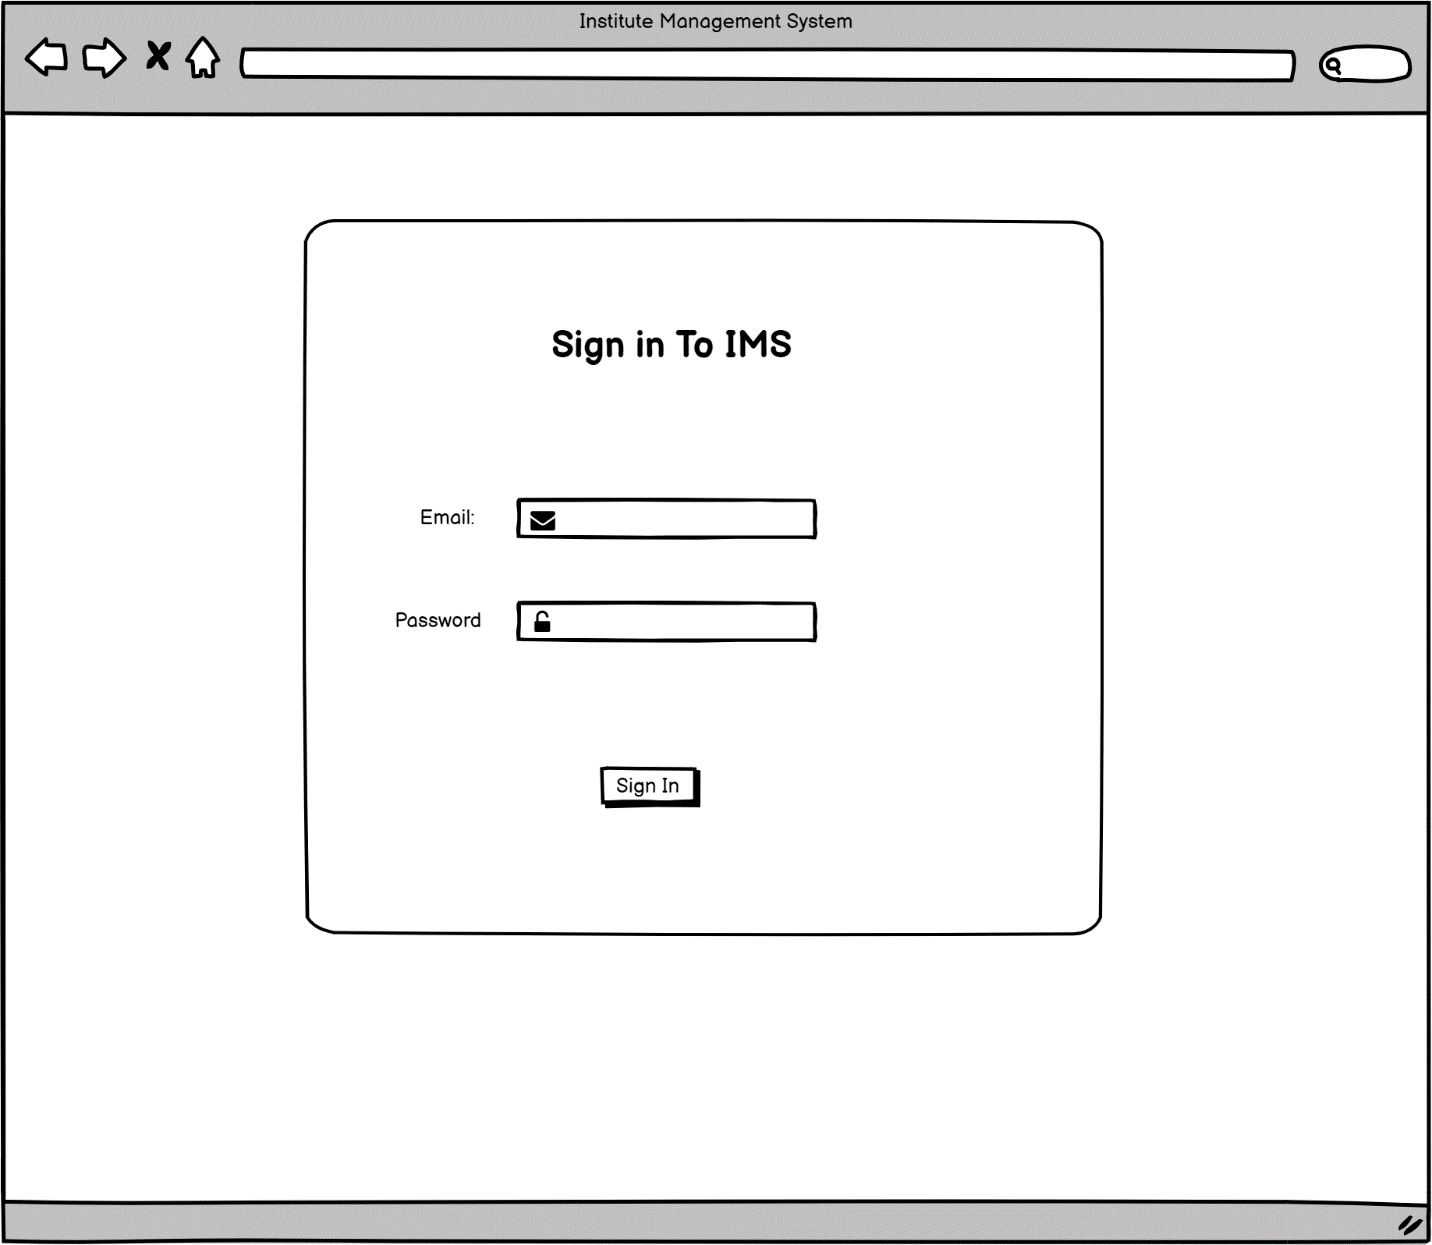 Institute Management System
Sign in To IMS
Email:
Password
Sign In